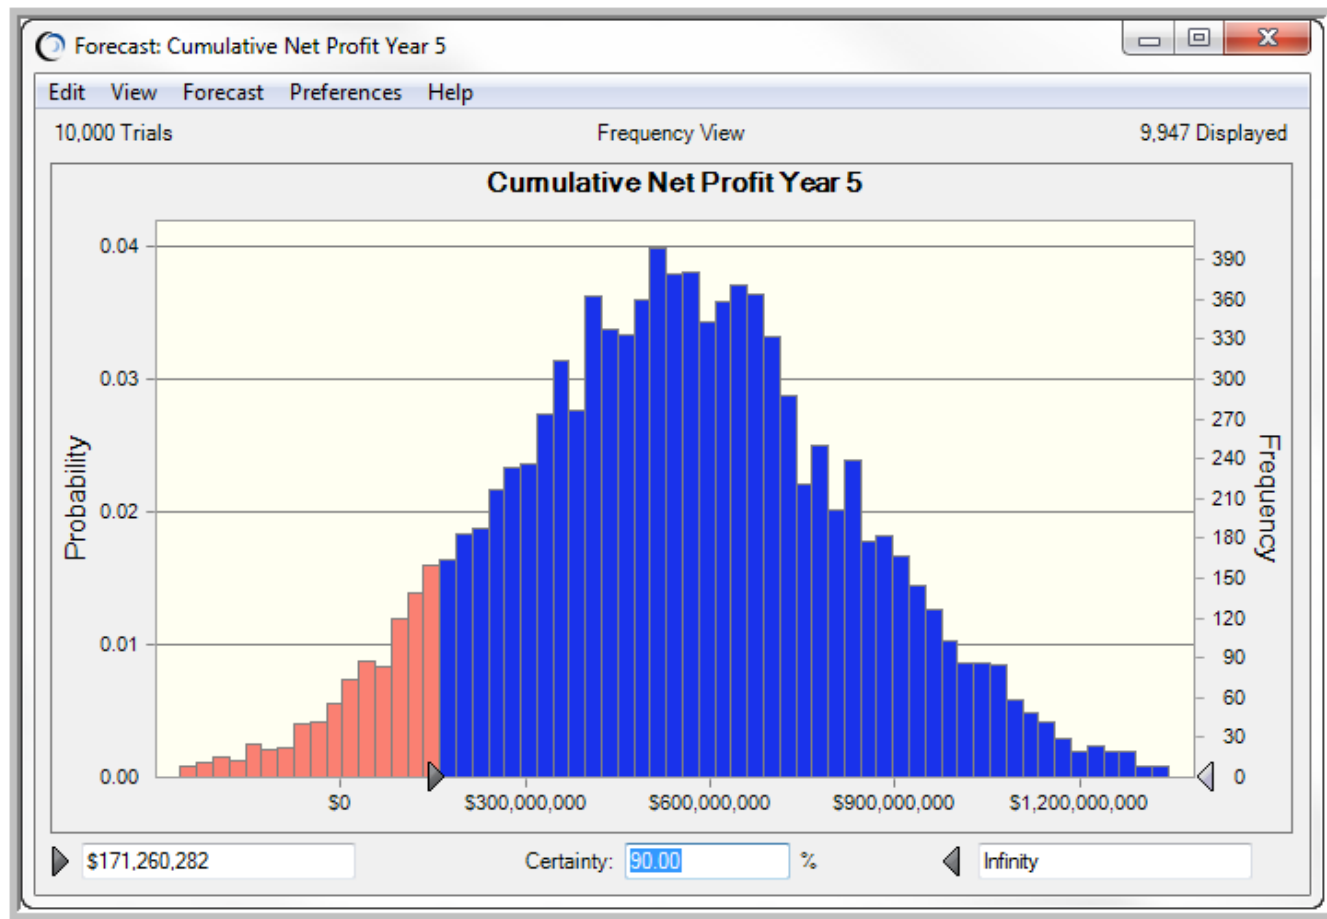 Forecast: Cumulative Net Profit Year 5
Edit View Forecast Preferences Help
10,000 Trials Frequency View 9,947 Displayed
Cumulative Net Profit Year 5
Probability
0.04
0.03
0.02
0.01
0.00
390
360
330
300
270
240
210
180
150
120
90
60
30
0
Frequency
$0 $300,000,000 $600,000,000 $900,000,000 $1,200,000,000
$171,260,282 Certainty: 90.00 % Infinity